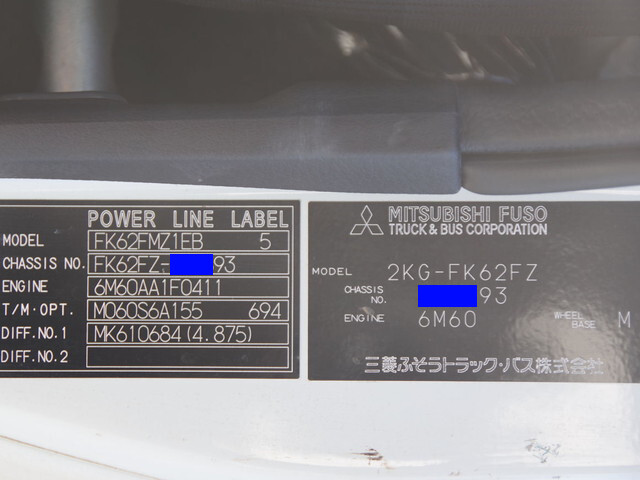 POWER LINE LABEL
MODEL FK62FMZ1EB 5
CHASSIS NO. FK62FZ- 93
ENGINE 6M60AA1F0411
T/M·OPT. M060S6A155 694
DIFF.NO.1 MK610684(4.875)
DIFF.NO.2
MITSUBISHI FUSO
TRUCK & BUS CORPORATION
MODEL 2KG-FK62FZ
CHASSIS NO. 93
ENGINE 6M60 WHEEL BASE M
三菱ふそうトラック・バス株式会社